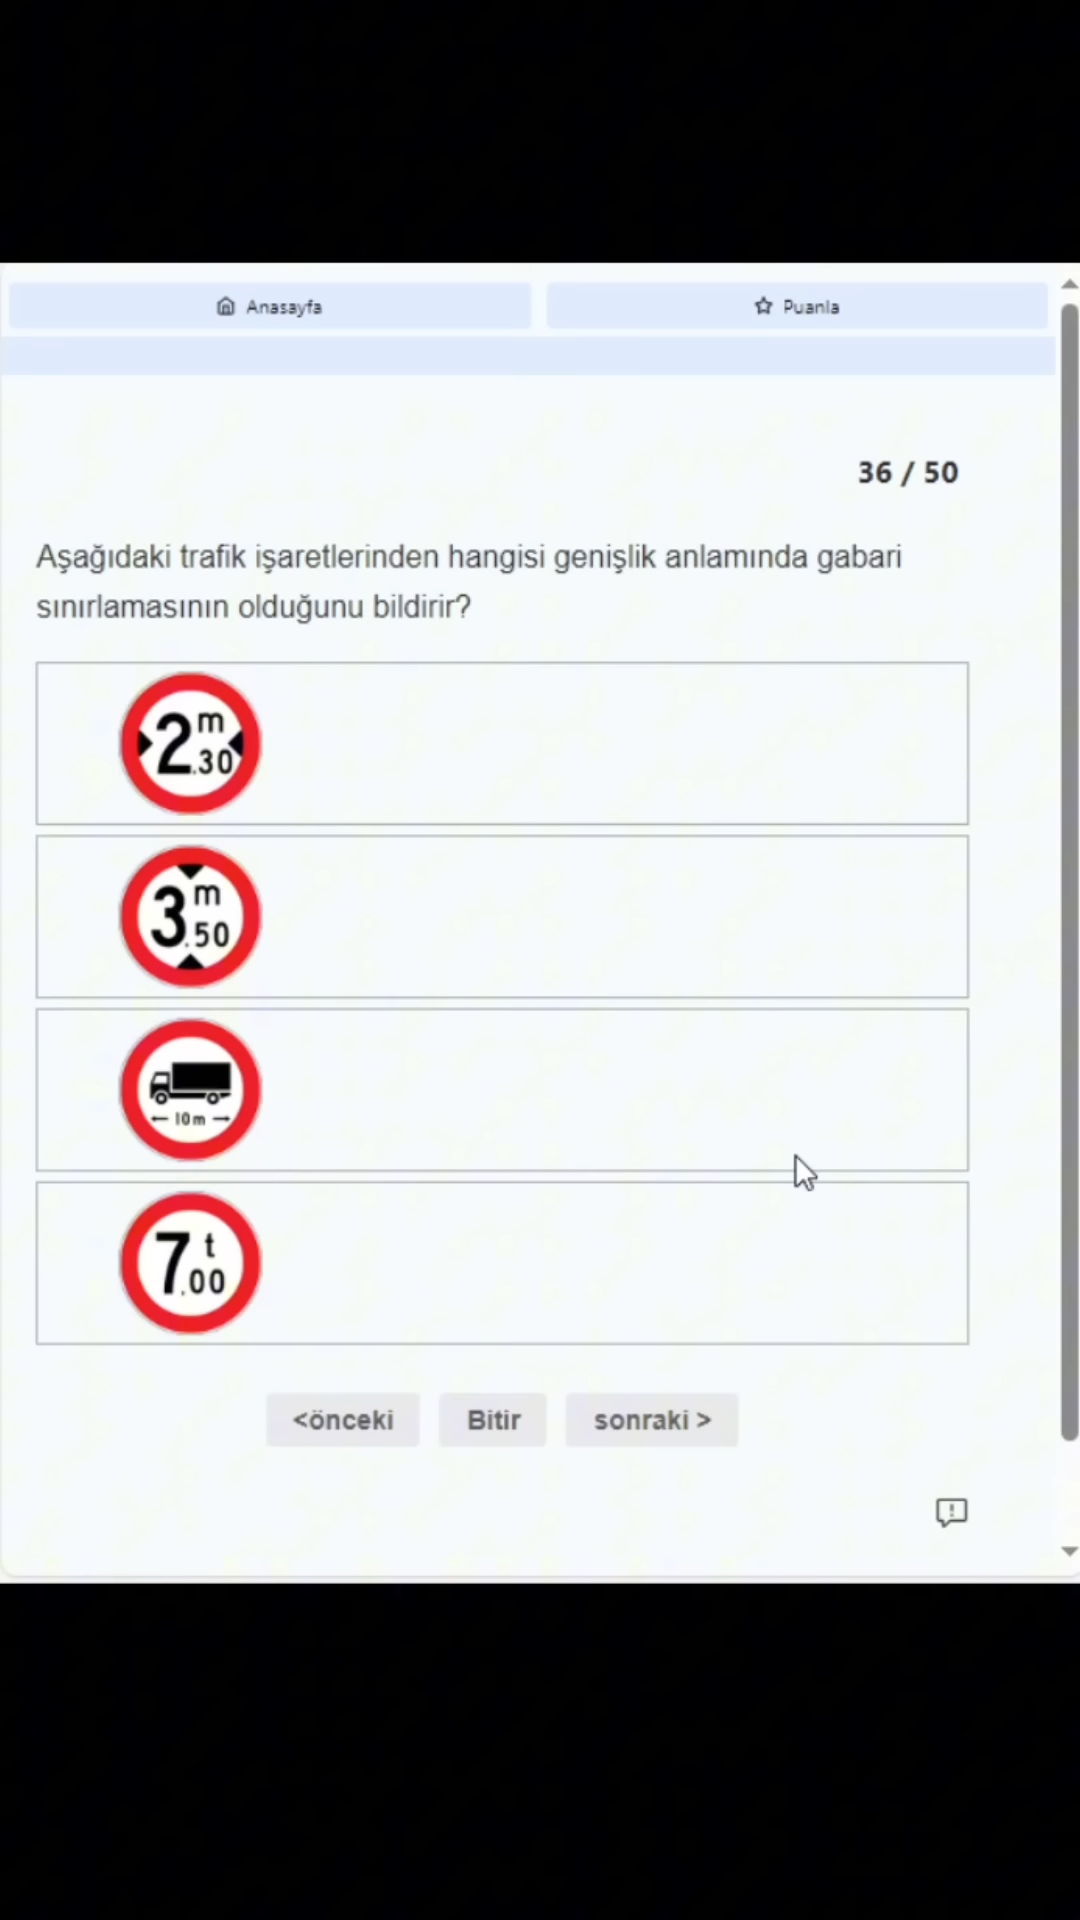 Anasayfa
Puanla
36 / 50
Aşağıdaki trafik işaretlerinden hangisi genişlik anlamında gabari
sınırlamasının olduğunu bildirir?
2.30 m
3.50 m
10 m
7.00 t
<önceki
Bitir
sonraki >